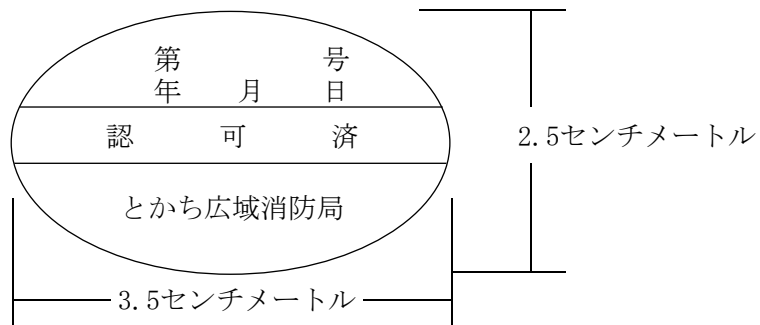 第　　　　号
年　　月　　日
認　　可　　済
とかち広域消防局
2.5センチメートル
3.5センチメートル